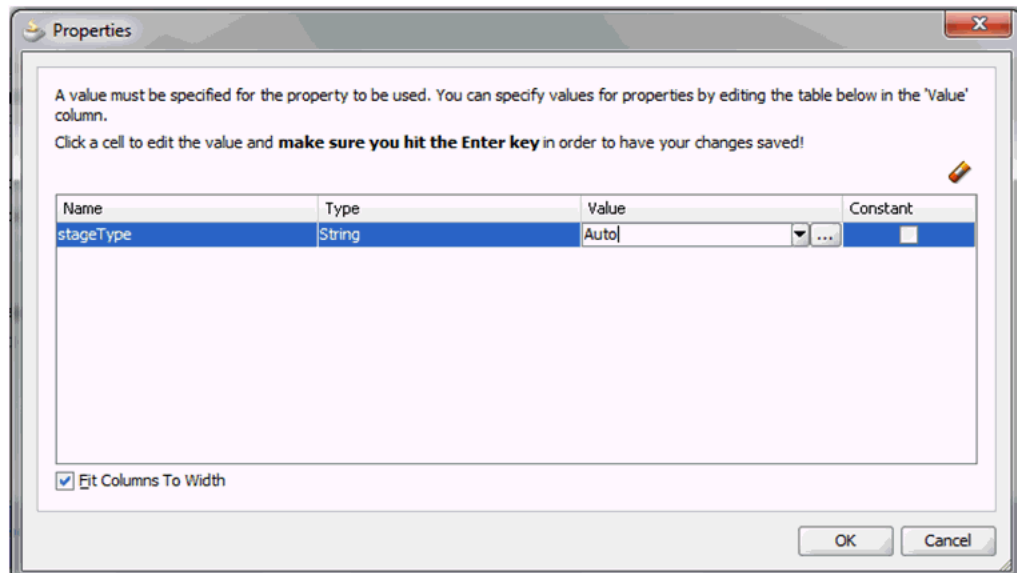 Properties
A value must be specified for the property to be used. You can specify values for properties by editing the table below in the 'Value'
column.
Click a cell to edit the value and make sure you hit the Enter key in order to have your changes saved!
Name Type Value Constant
stageType String Auto ...
Fit Columns To Width
OK Cancel